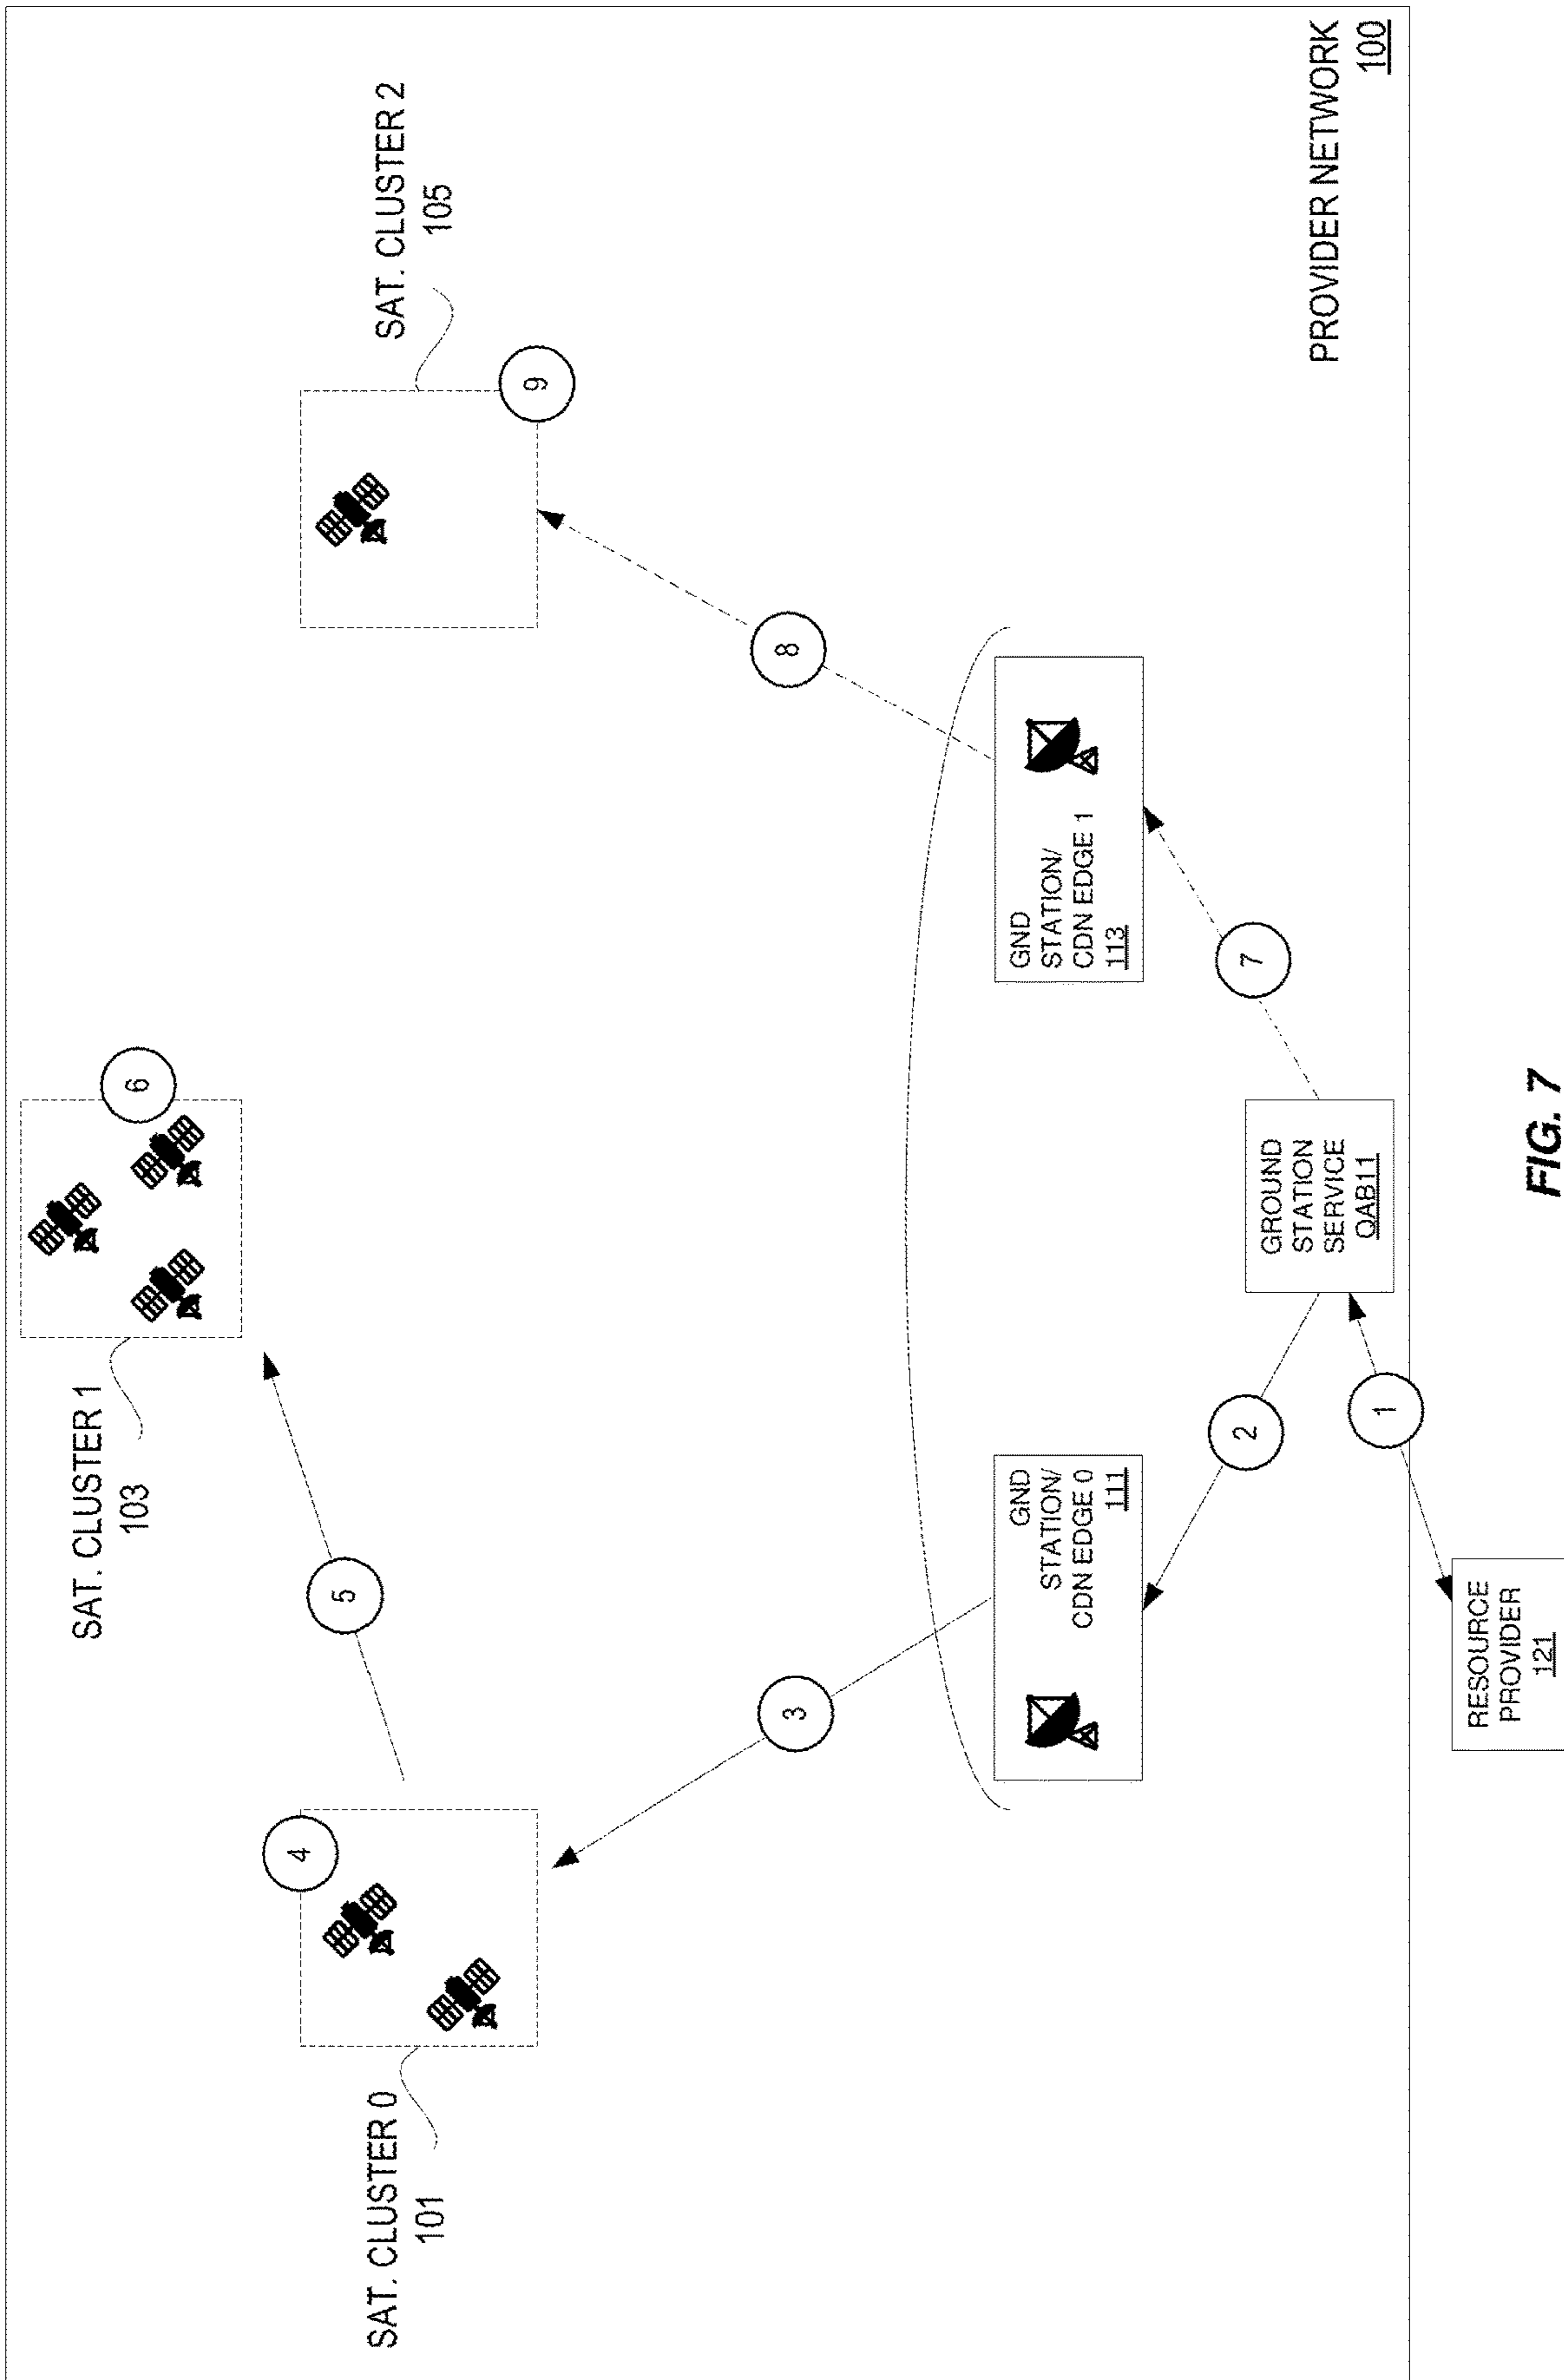 SAT. CLUSTER 1
103
6
5
SAT. CLUSTER 0
101
4
SAT. CLUSTER 2
105
9
3
8
GND
STATION/
CDN EDGE 0
111
GND
STATION/
CDN EDGE 1
113
2
7
GROUND
STATION
SERVICE
QAB11
1
PROVIDER NETWORK
100
RESOURCE
PROVIDER
121
FIG. 7